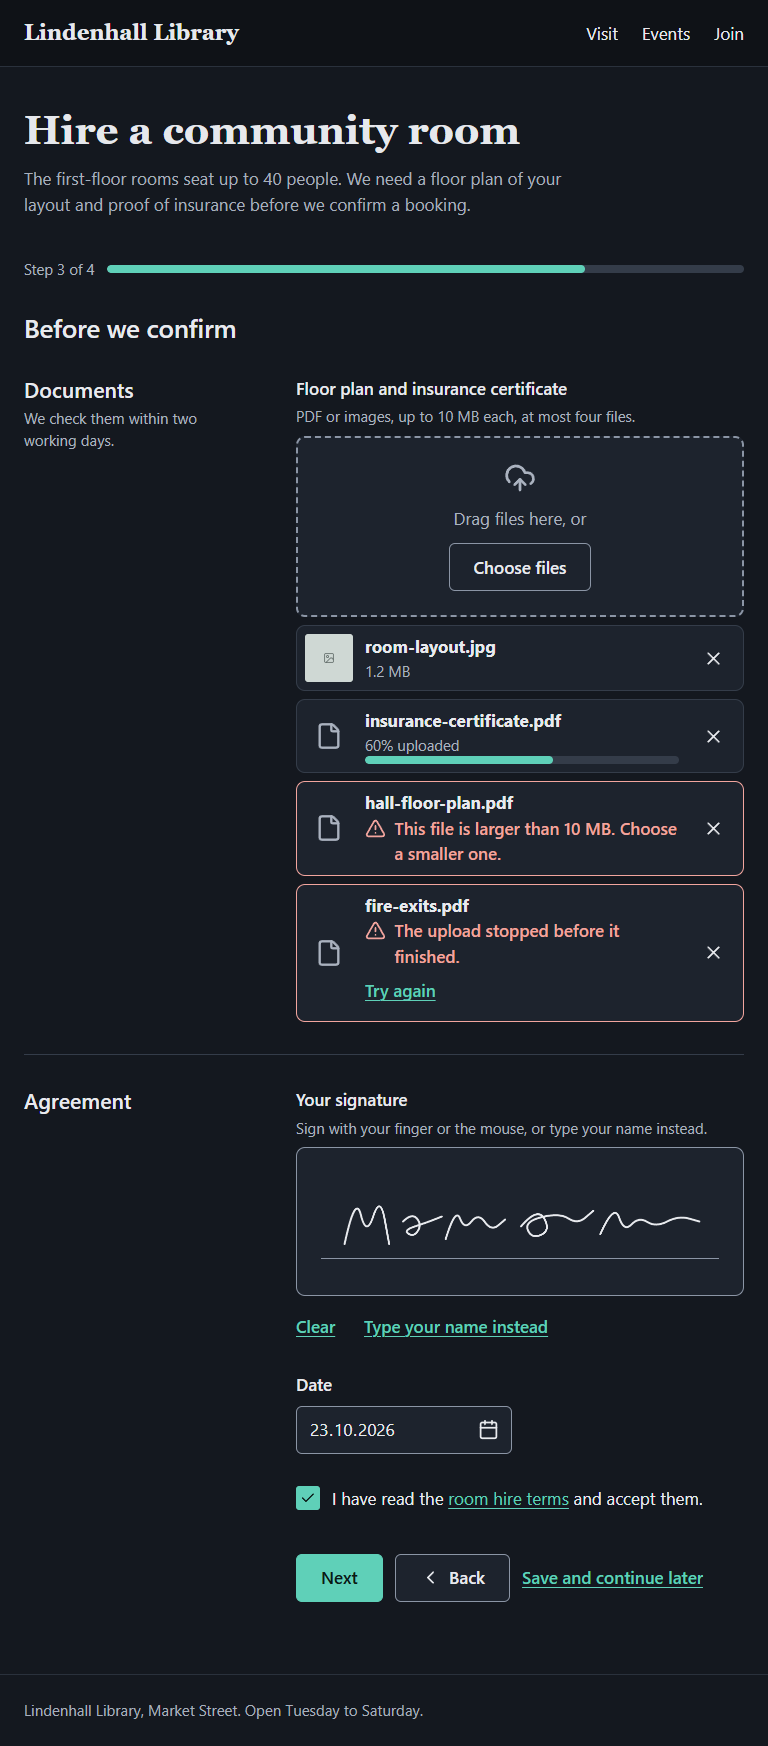 Lindenhall Library
Visit Events Join
Hire a community room
The first-floor rooms seat up to 40 people. We need a floor plan of your
layout and proof of insurance before we confirm a booking.
Step 3 of 4
Before we confirm
Documents
We check them within two
working days.
Floor plan and insurance certificate
PDF or images, up to 10 MB each, at most four files.
Drag files here, or
Choose files
room-layout.jpg
1.2 MB
insurance-certificate.pdf
60% uploaded
hall-floor-plan.pdf
This file is larger than 10 MB. Choose
a smaller one.
fire-exits.pdf
The upload stopped before it
finished.
Try again
Agreement
Your signature
Sign with your finger or the mouse, or type your name instead.
Clear Type your name instead
Date
23.10.2026
I have read the room hire terms and accept them.
Next Back Save and continue later
Lindenhall Library, Market Street. Open Tuesday to Saturday.